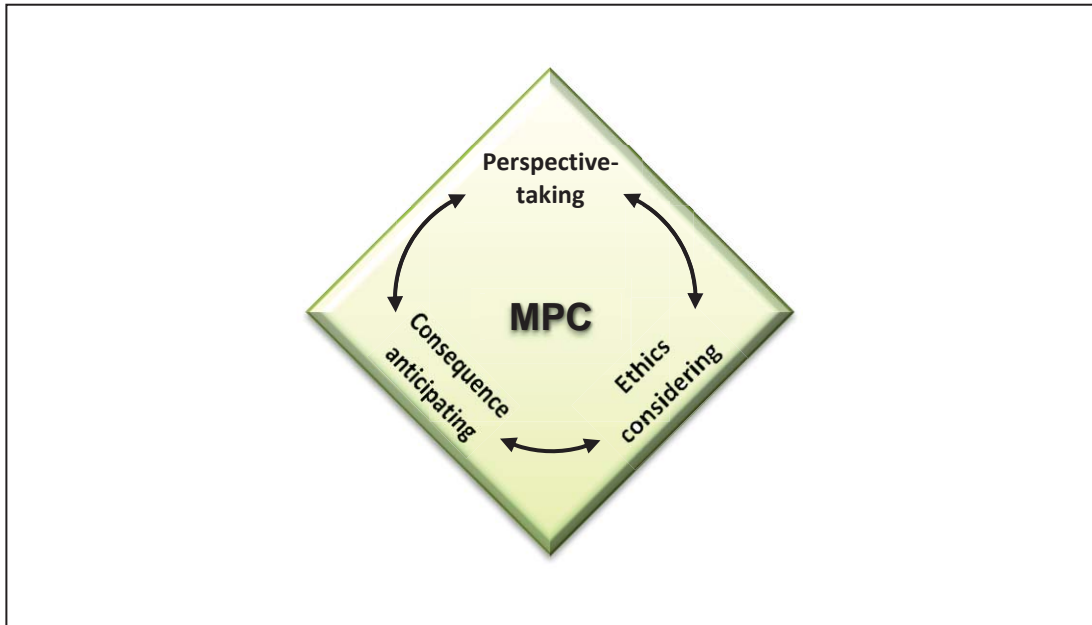 Perspective-
taking
MPC
Consequence
anticipating
Ethics
considering